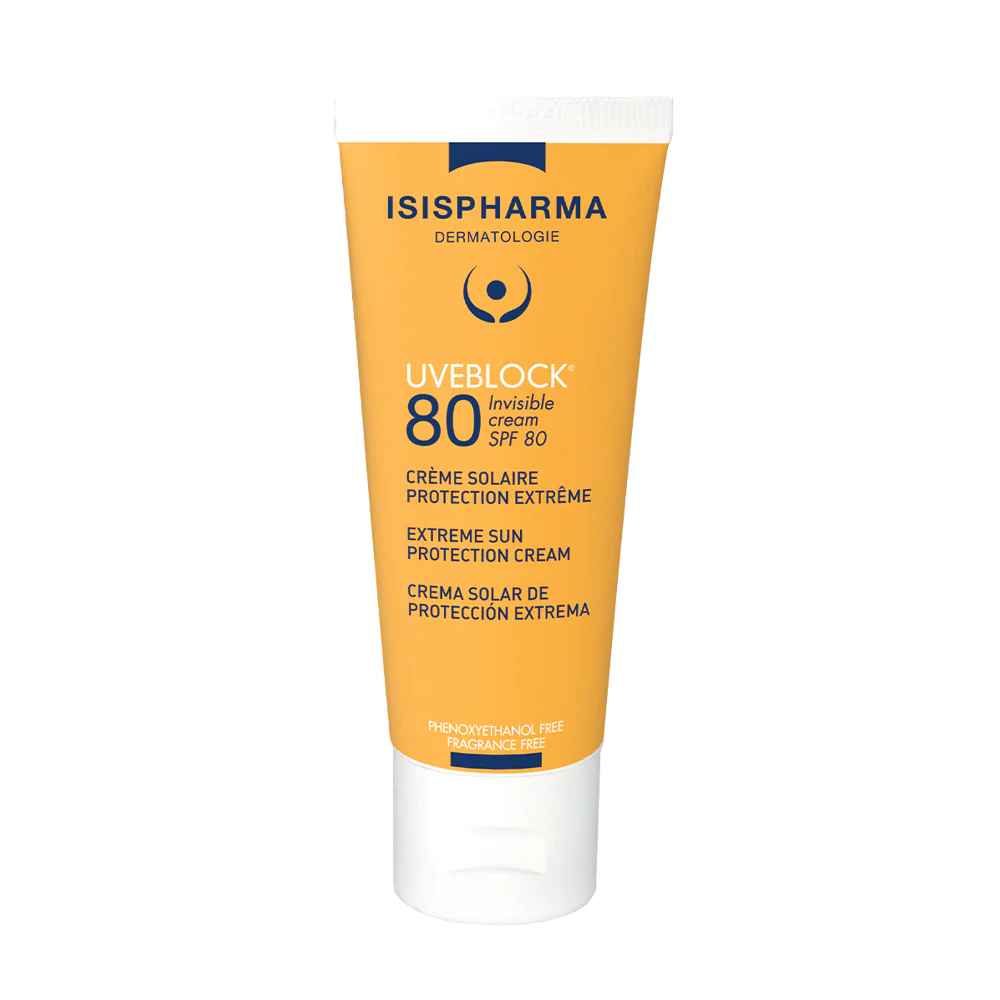 ISISPHARMA
DERMATOLOGIE
UVEBLOCK®
80 Invisible
cream
SPF 80
CRÈME SOLAIRE
PROTECTION EXTRÊME
EXTREME SUN
PROTECTION CREAM
CREMA SOLAR DE
PROTECCIÓN EXTREMA
PHENOXYETHANOL FREE
FRAGRANCE FREE